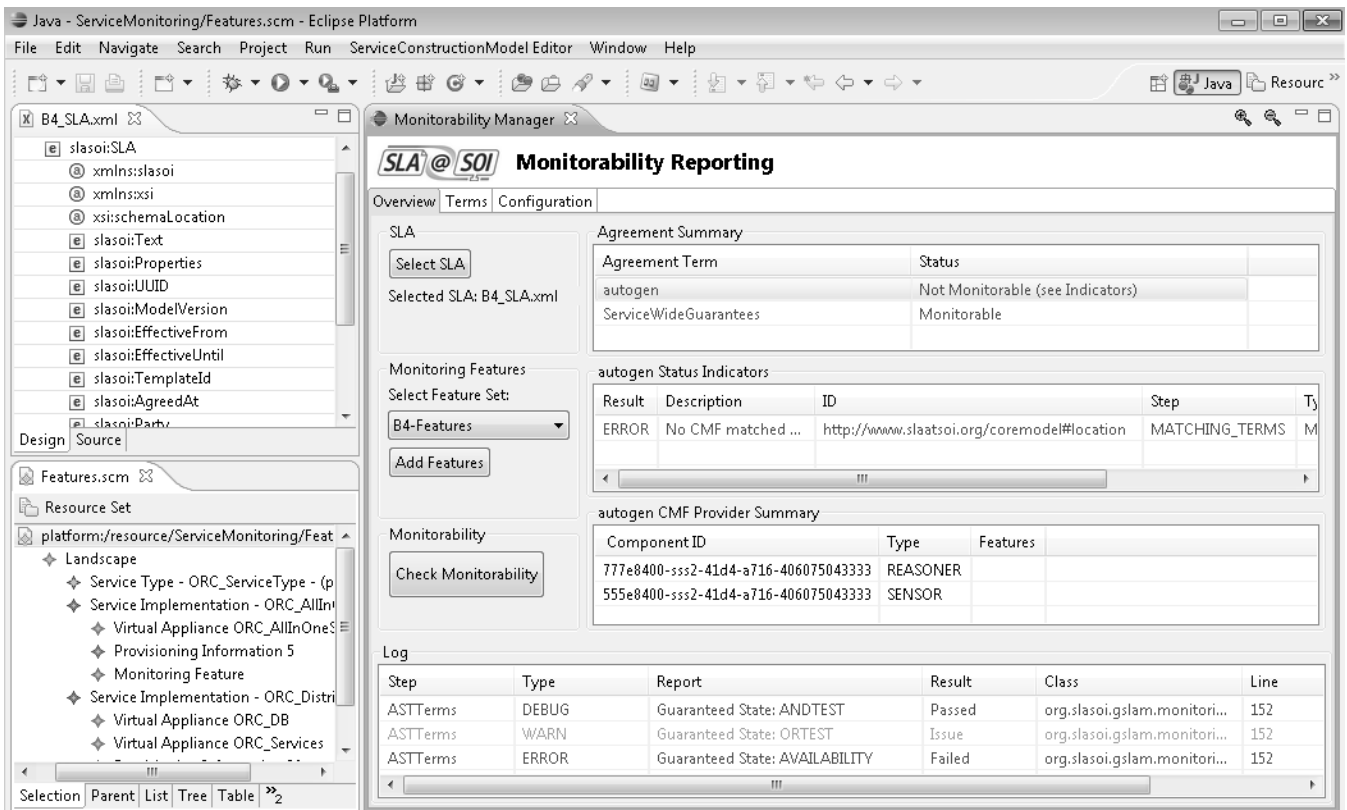 Java - ServiceMonitoring/Features.scm - Eclipse Platform
File Edit Navigate Search Project Run ServiceConstructionModel Editor Window Help
Java Resourc
B4_SLA.xml
slasoi:SLA
xmlns:slasoi
xmlns:xsi
xsi:schemaLocation
slasoi:Text
slasoi:Properties
slasoi:UUID
slasoi:ModelVersion
slasoi:EffectiveFrom
slasoi:EffectiveUntil
slasoi:TemplateId
slasoi:AgreedAt
slasoi:Party
Design Source
Features.scm
Resource Set
platform:/resource/ServiceMonitoring/Feat
Landscape
Service Type - ORC_ServiceType - (p
Service Implementation - ORC_AllIn
Virtual Appliance ORC_AllInOneS
Provisioning Information 5
Monitoring Feature
Service Implementation - ORC_Distri
Virtual Appliance ORC_DB
Virtual Appliance ORC_Services
Selection Parent List Tree Table »2
Monitorability Manager
SLA @ SOI Monitorability Reporting
Overview Terms Configuration
SLA
Select SLA
Selected SLA: B4_SLA.xml
Monitoring Features
Select Feature Set:
B4-Features
Add Features
Monitorability
Check Monitorability
Agreement Summary
Agreement Term Status
autogen Not Monitorable (see Indicators)
ServiceWideGuarantees Monitorable
autogen Status Indicators
Result Description ID Step Ty
ERROR No CMF matched ... http://www.slaatsoi.org/coremodel#location MATCHING_TERMS M
autogen CMF Provider Summary
Component ID Type Features
777e8400-sss2-41d4-a716-406075043333 REASONER
555e8400-sss2-41d4-a716-406075043333 SENSOR
Log
Step Type Report Result Class Line
ASTTerms DEBUG Guaranteed State: ANDTEST Passed org.slasoi.gslam.monitori... 152
ASTTerms WARN Guaranteed State: ORTEST Issue org.slasoi.gslam.monitori... 152
ASTTerms ERROR Guaranteed State: AVAILABILITY Failed org.slasoi.gslam.monitori... 152